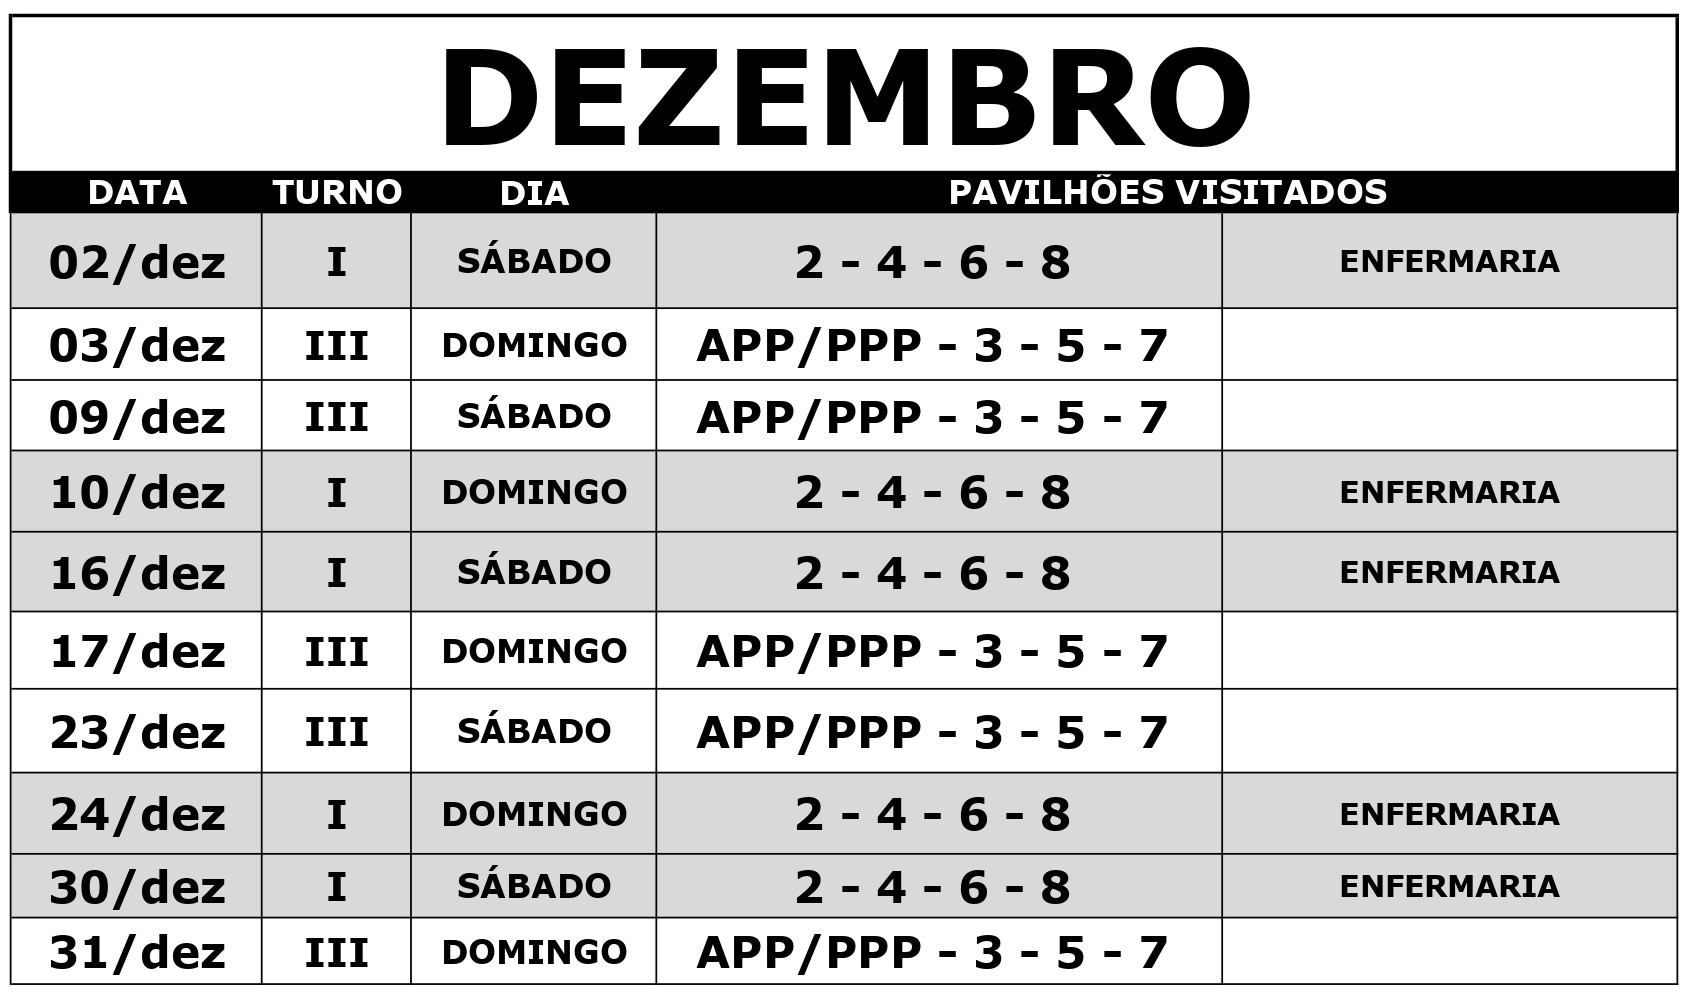 DEZEMBRO
DATA TURNO DIA PAVILHÕES VISITADOS
02/dez I SÁBADO 2 – 4 – 6 – 8 ENFERMARIA
03/dez III DOMINGO APP/PPP – 3 – 5 – 7
09/dez III SÁBADO APP/PPP – 3 – 5 – 7
10/dez I DOMINGO 2 – 4 – 6 – 8 ENFERMARIA
16/dez I SÁBADO 2 – 4 – 6 – 8 ENFERMARIA
17/dez III DOMINGO APP/PPP – 3 – 5 – 7
23/dez III SÁBADO APP/PPP – 3 – 5 – 7
24/dez I DOMINGO 2 – 4 – 6 – 8 ENFERMARIA
30/dez I SÁBADO 2 – 4 – 6 – 8 ENFERMARIA
31/dez III DOMINGO APP/PPP – 3 – 5 – 7